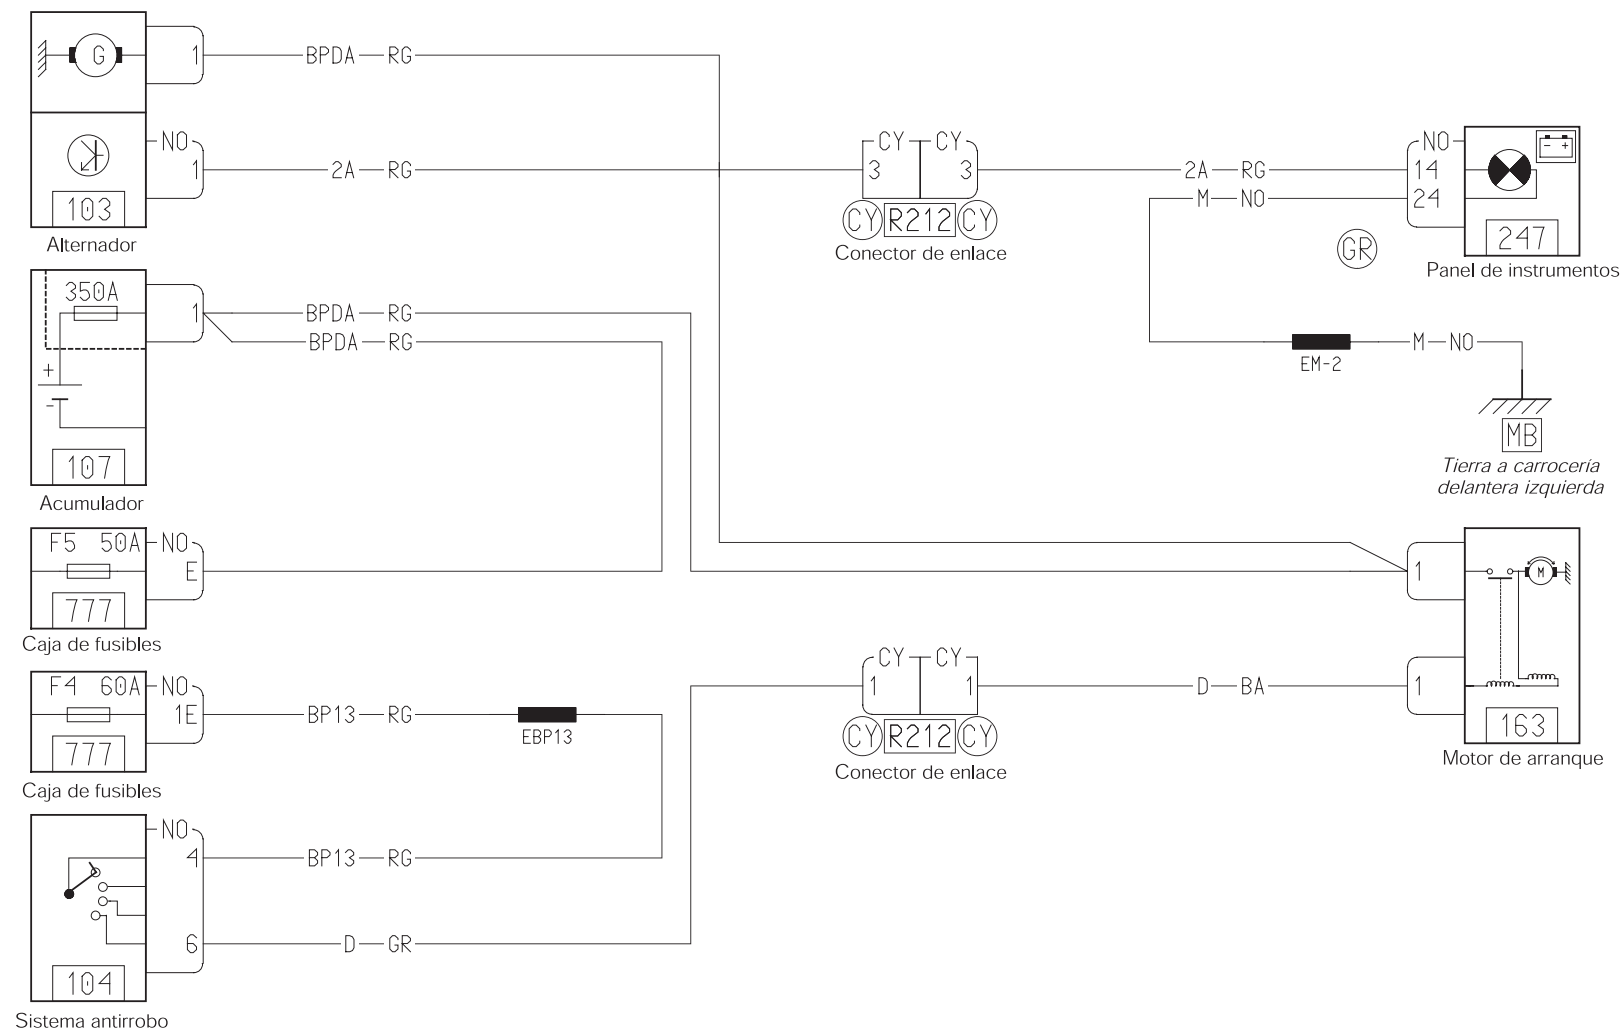 G
1
BPDA RG
NO
1
2A RG
103
Alternador
CY CY
3 3
CY R212 CY
Conector de enlace
2A RG
M NO
NO
14
24
- +
247
GR
Panel de instrumentos
350A
1
BPDA RG
BPDA RG
+
-
107
Acumulador
EM-2
M NO
MB
Tierra a carrocería
delantera izquierda
F5 50A NO
E
777
Caja de fusibles
1
M
1
163
Motor de arranque
F4 60A NO
1E
BP13 RG
EBP13
777
Caja de fusibles
CY CY
1 1
D BA
CY R212 CY
Conector de enlace
NO
4
BP13 RG
6
D GR
104
Sistema antirrobo